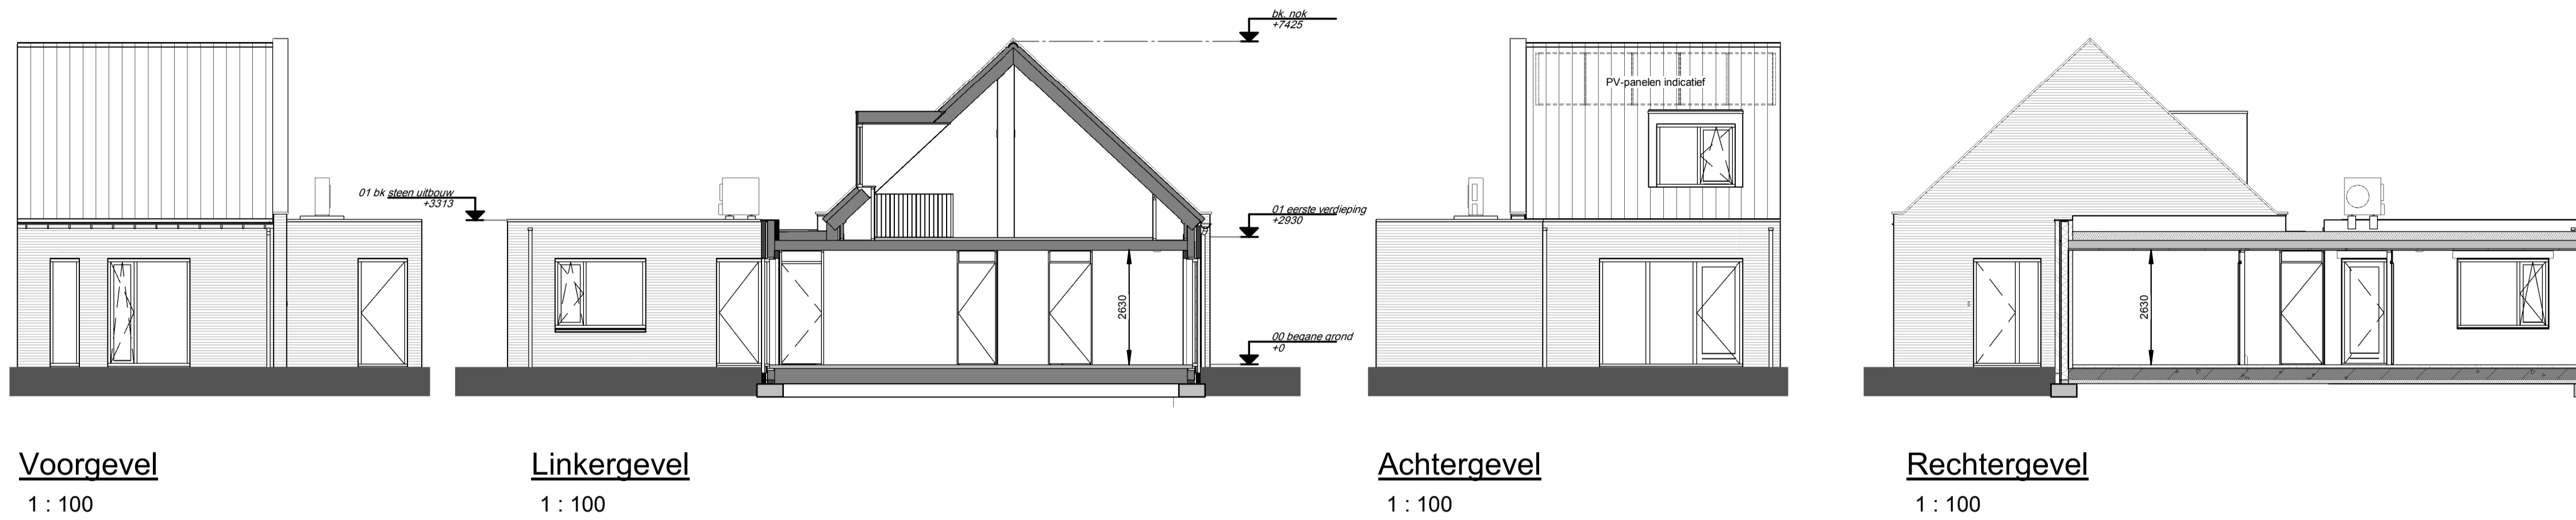 bk. nok
+7425
PV-panelen indicatief
01 bk steen uitbouw
+3313
01 eerste verdieping
+2930
2630
2630
00 begane grond
+0
Voorgevel
1 : 100
Linkergevel
1 : 100
Achtergevel
1 : 100
Rechtergevel
1 : 100